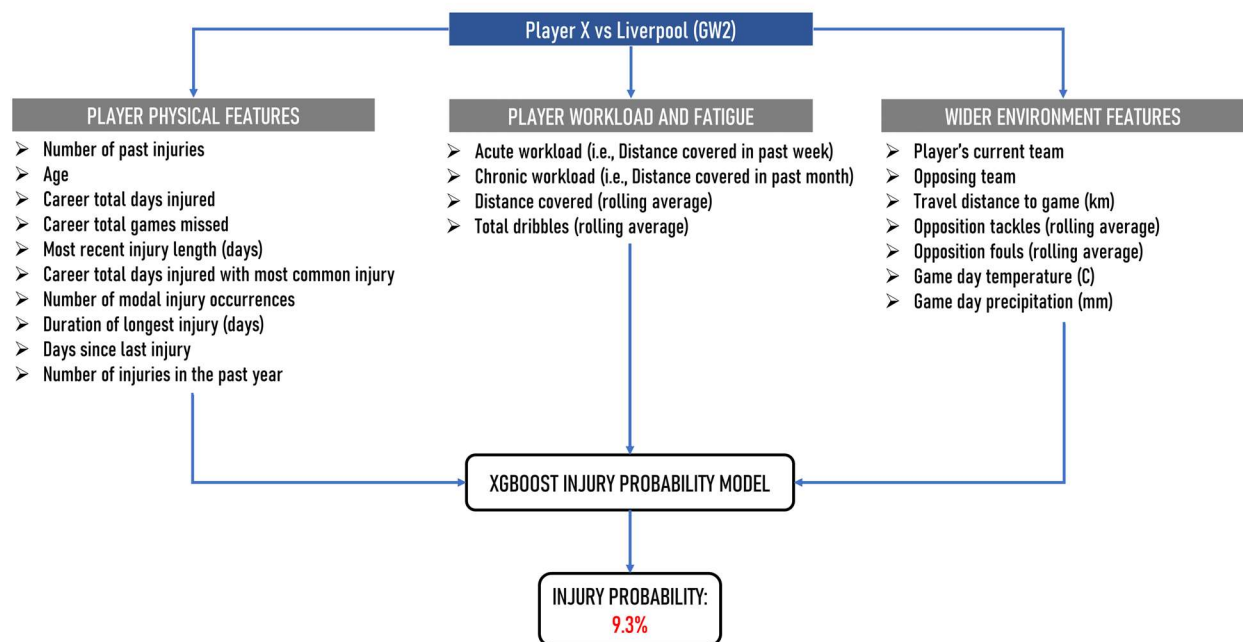 Player X vs Liverpool (GW2)
PLAYER PHYSICAL FEATURES
Number of past injuries
Age
Career total days injured
Career total games missed
Most recent injury length (days)
Career total days injured with most common injury
Number of modal injury occurrences
Duration of longest injury (days)
Days since last injury
Number of injuries in the past year
PLAYER WORKLOAD AND FATIGUE
Acute workload (i.e., Distance covered in past week)
Chronic workload (i.e., Distance covered in past month)
Distance covered (rolling average)
Total dribbles (rolling average)
WIDER ENVIRONMENT FEATURES
Player's current team
Opposing team
Travel distance to game (km)
Opposition tackles (rolling average)
Opposition fouls (rolling average)
Game day temperature (C)
Game day precipitation (mm)
XGBOOST INJURY PROBABILITY MODEL
INJURY PROBABILITY:
9.3%